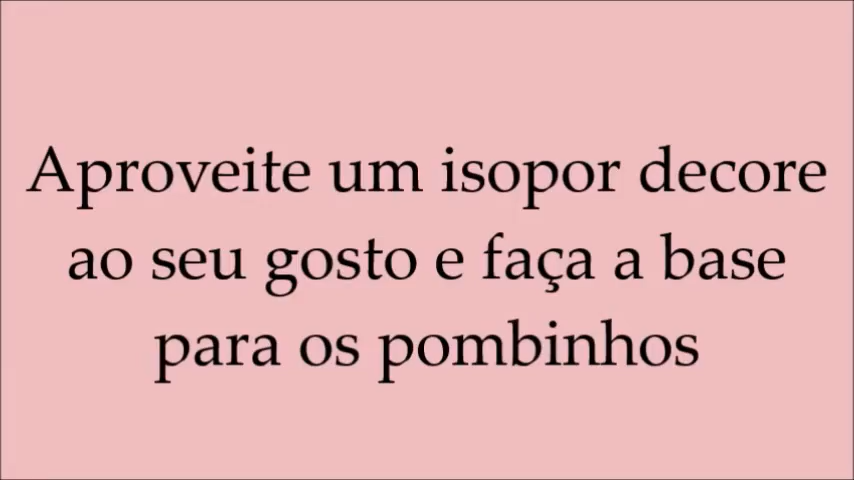 Aproveite um isopor decore
ao seu gosto e faça a base
para os pombinhos